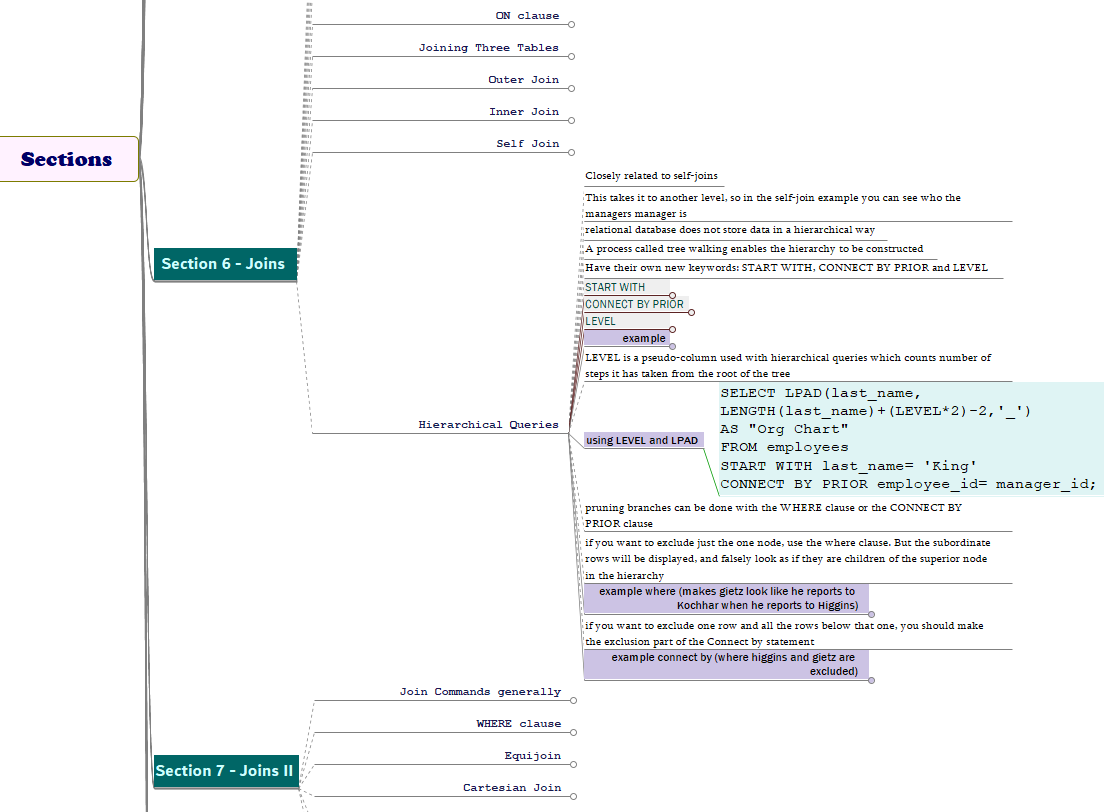 ON clause
Joining Three Tables
Outer Join
Inner Join
Self Join
Sections
Section 6 - Joins
Hierarchical Queries
Closely related to self-joins
This takes it to another level, so in the self-join example you can see who the
managers manager is
relational database does not store data in a hierarchical way
A process called tree walking enables the hierarchy to be constructed
Have their own new keywords: START WITH, CONNECT BY PRIOR and LEVEL
START WITH
CONNECT BY PRIOR
LEVEL
example
LEVEL is a pseudo-column used with hierarchical queries which counts number of
steps it has taken from the root of the tree
using LEVEL and LPAD
SELECT LPAD(last_name,
LENGTH(last_name)+(LEVEL*2)-2,'_')
AS "Org Chart"
FROM employees
START WITH last_name= 'King'
CONNECT BY PRIOR employee_id= manager_id;
pruning branches can be done with the WHERE clause or the CONNECT BY
PRIOR clause
if you want to exclude just the one node, use the where clause. But the subordinate
rows will be displayed, and falsely look as if they are children of the superior node
in the hierarchy
example where (makes gietz look like he reports to
Kochhar when he reports to Higgins)
if you want to exclude one row and all the rows below that one, you should make
the exclusion part of the Connect by statement
example connect by (where higgins and gietz are
excluded)
Section 7 - Joins II
Join Commands generally
WHERE clause
Equijoin
Cartesian Join